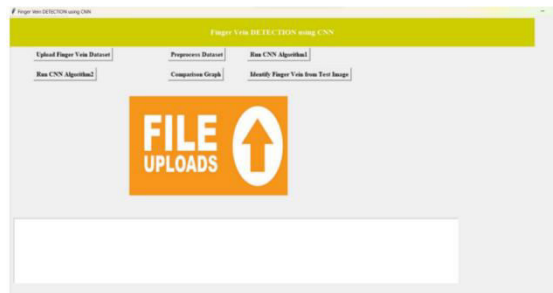 Finger Vein DETECTION using CNN
Finger Vein DETECTION using CNN
Upload Finger Vein Dataset Preprocess Dataset Run CNN Algorithm1
Run CNN Algorithm2 Comparison Graph Identify Finger Vein from Test Image
FILE
UPLOADS